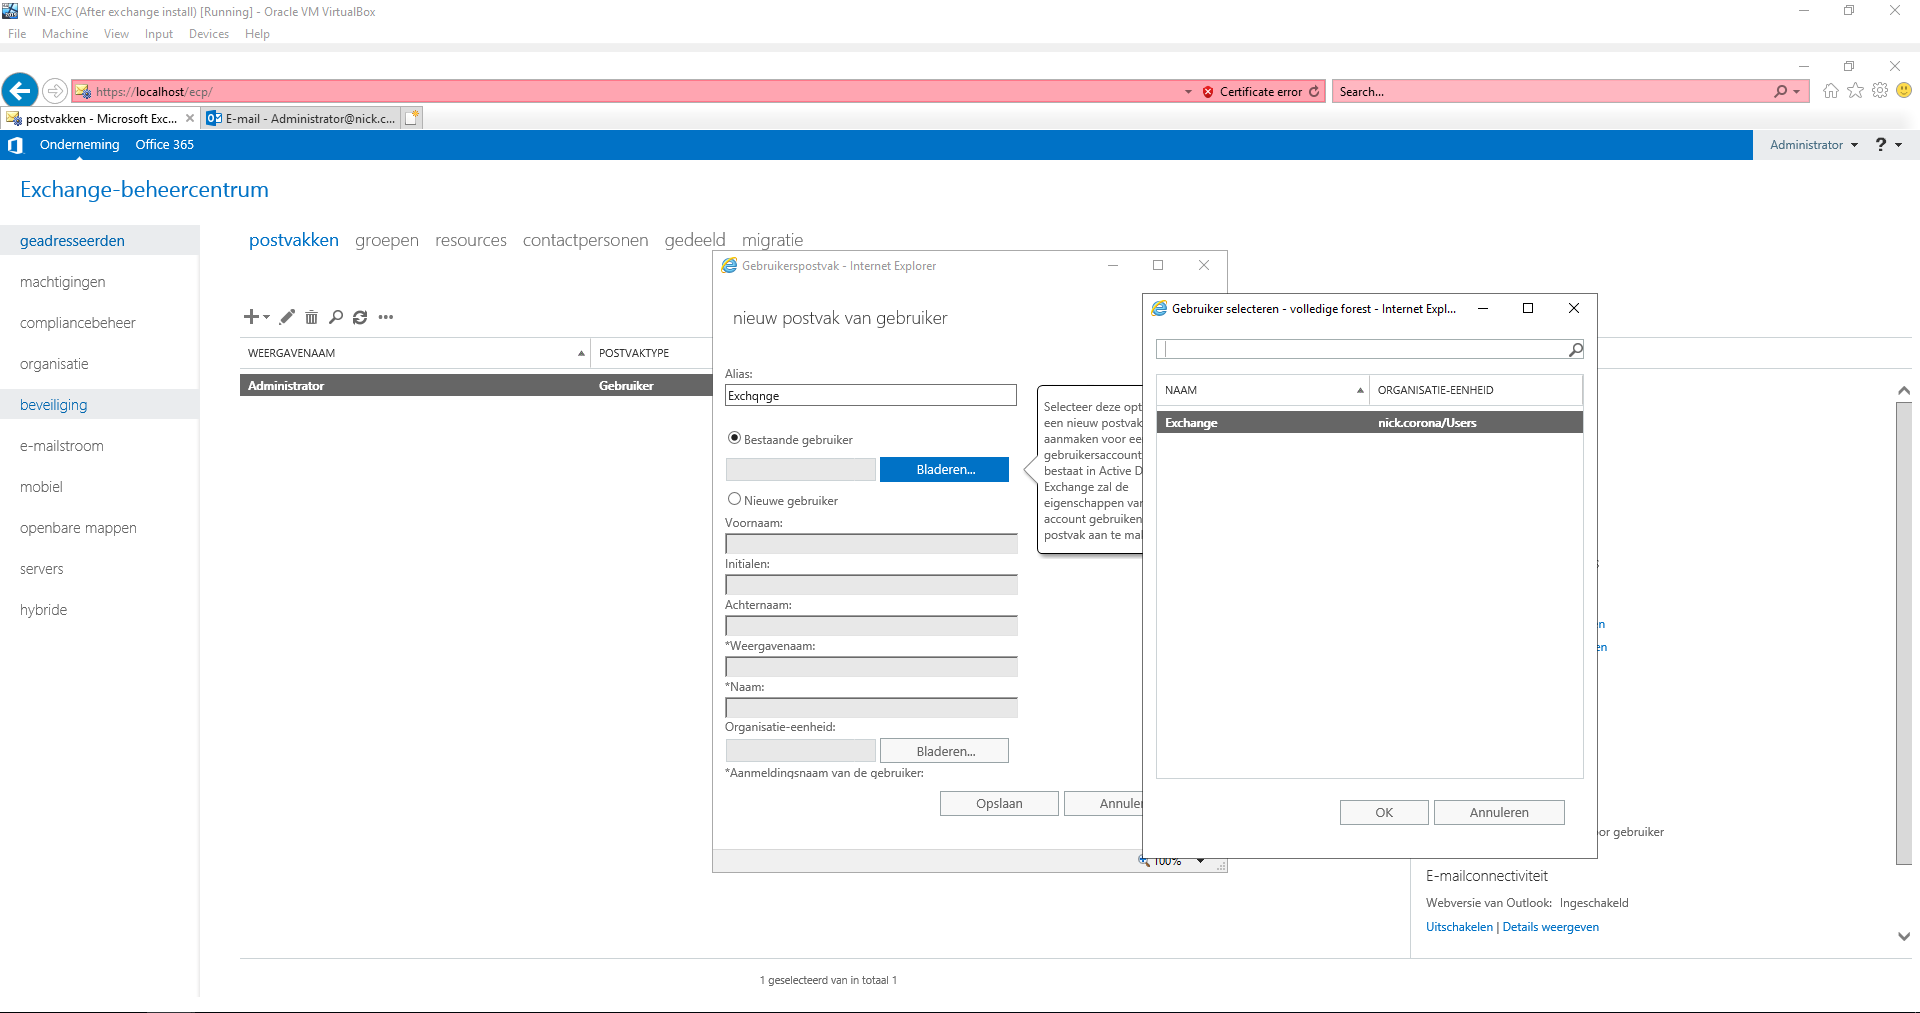 WIN-EXC (After exchange install) [Running] - Oracle VM VirtualBox
File Machine View Input Devices Help
https://localhost/ecp/
Certificate error
Search...
postvakken - Microsoft Exc...
E-mail - Administrator@nick.c...
Onderneming Office 365
Administrator ?
Exchange-beheercentrum
geadresseerden
machtigingen
compliancebeheer
organisatie
beveiliging
e-mailstroom
mobiel
openbare mappen
servers
hybride
postvakken groepen resources contactpersonen gedeeld migratie
WEERGAVENAAM POSTVAKTYPE
Administrator Gebruiker
Gebruikerspostvak - Internet Explorer
nieuw postvak van gebruiker
Alias:
Exchqnge
Bestaande gebruiker
Bladeren...
Nieuwe gebruiker
Voornaam:
Initialen:
Achternaam:
*Weergavenaam:
*Naam:
Organisatie-eenheid:
Bladeren...
*Aanmeldingsnaam van de gebruiker:
Opslaan Annuler
100%
Selecteer deze opt
een nieuw postvak
aanmaken voor ee
gebruikersaccount
bestaat in Active D
Exchange zal de
eigenschappen var
account gebruiken
postvak aan te mal
Gebruiker selecteren - volledige forest - Internet Expl...
NAAM ORGANISATIE-EENHEID
Exchange nick.corona/Users
OK Annuleren
en
en
or gebruiker
E-mailconnectiviteit
Webversie van Outlook: Ingeschakeld
Uitschakelen | Details weergeven
1 geselecteerd van in totaal 1